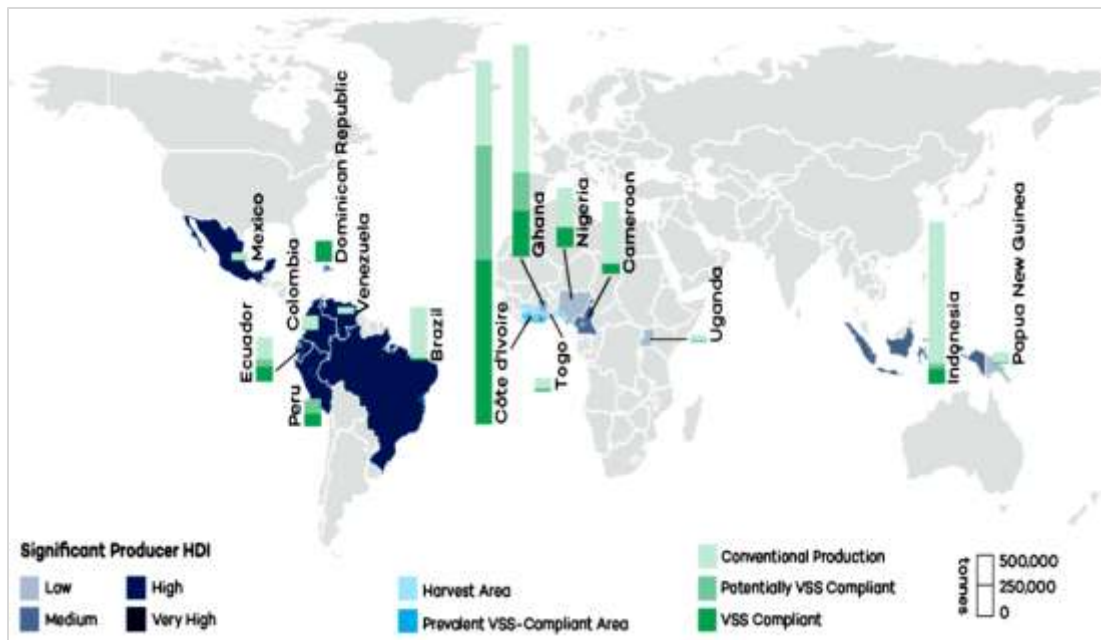 Mexico
Dominican Republic
Colombia
Venezuela
Ecuador
Peru
Brazil
Côte d'Ivoire
Ghana
Nigeria
Cameroon
Togo
Uganda
Indonesia
Papua New Guinea
Significant Producer HDI
Low
High
Medium
Very High
Harvest Area
Prevalent VSS-Compliant Area
Conventional Production
Potentially VSS Compliant
VSS Compliant
tonnes
500,000
250,000
0